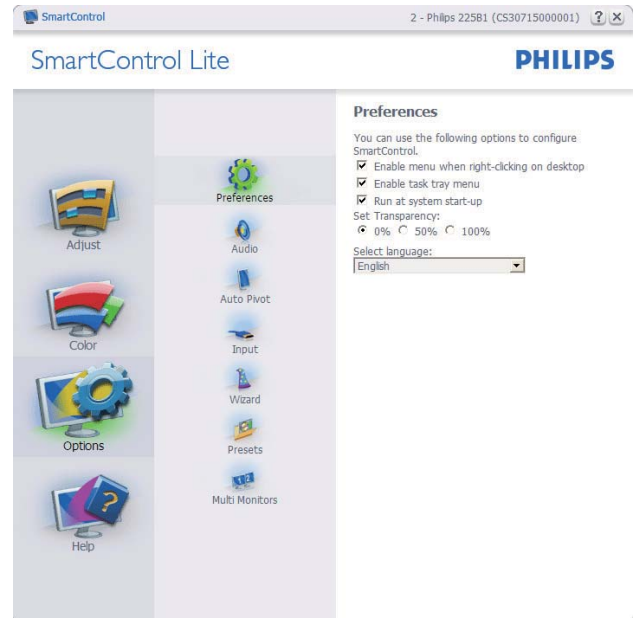 SmartControl
2 - Philips 225B1 (CS30715000001)
?
SmartControl Lite
PHILIPS
Adjust
Color
Options
?
Help
Preferences
Audio
Auto Pivot
Input
Wizard
Presets
1 2
Multi Monitors
Preferences
You can use the following options to configure
SmartControl.
Enable menu when right-clicking on desktop
Enable task tray menu
Run at system start-up
Set Transparency:
0% 50% 100%
Select language:
English